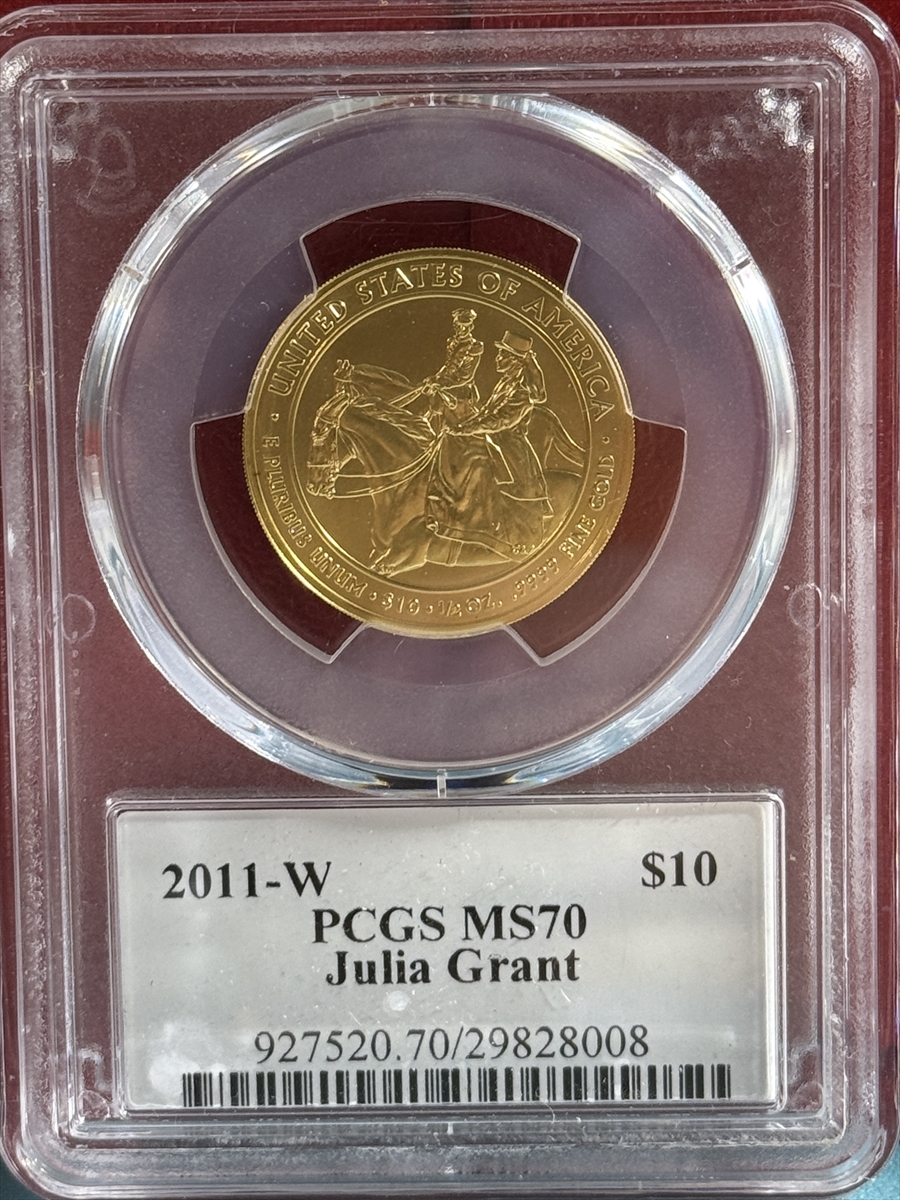 UNITED STATES OF AMERICA
· E PLURIBUS UNUM · $10 · 1/4 OZ. .9999 FINE GOLD ·
2011-W $10
PCGS MS70
Julia Grant
927520.70/29828008